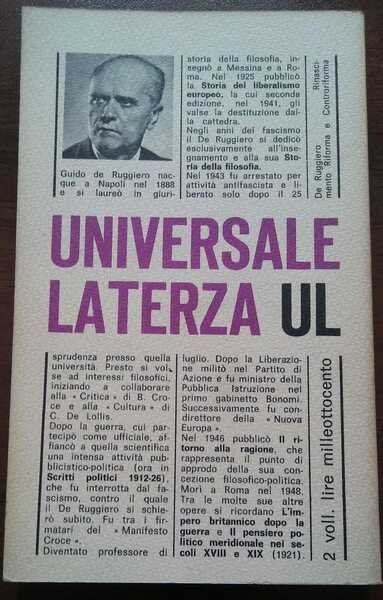 Guido de Ruggiero nac-
que a Napoli nel 1888
e si laureò in giuri-
sprudenza presso quella
università. Presto si vol-
se ad interessi filosofici,
iniziando a collaborare
alla « Critica » di B. Cro-
ce e alla « Cultura » di
C. De Lollis.
Dopo la guerra, cui par-
tecipò come ufficiale, af-
fiancò a quella scientifica
una intensa attività pub-
blicistico-politica (ora in
Scritti politici 1912-26),
che fu interrotta dal fa-
scismo, contro il quale
il De Ruggiero si schie-
rò subito. Fu tra i fir-
matari del « Manifesto
Croce ».
Diventato professore di
storia della filosofia, in-
segnò a Messina e a Ro-
ma. Nel 1925 pubblicò
la Storia del liberalismo
europeo, la cui seconda
edizione, nel 1941, gli
valse la destituzione dal-
la cattedra.
Negli anni del fascismo
il De Ruggiero si dedicò
esclusivamente all'inse-
gnamento e alla sua Sto-
ria della filosofia.
Nel 1943 fu arrestato per
attività antifascista e li-
berato solo dopo il 25
luglio. Dopo la Liberazio-
ne militò nel Partito di
Azione e fu ministro della
Pubblica Istruzione nel
primo gabinetto Bonomi.
Successivamente fu con-
direttore della « Nuova
Europa ».
Nel 1946 pubblicò Il ri-
torno alla ragione, che
rappresenta il punto di
approdo della sua con-
cezione filosofico-politica.
Morì a Roma nel 1948.
Tra le molte sue altre
opere si ricordano L'im-
pero britannico dopo la
guerra e Il pensiero po-
litico meridionale nei se-
coli XVIII e XIX (1921).
UNIVERSALE
LATERZA UL
De Ruggiero Rinasci-
mento Riforma e Controriforma
2 voll. lire milleottocento